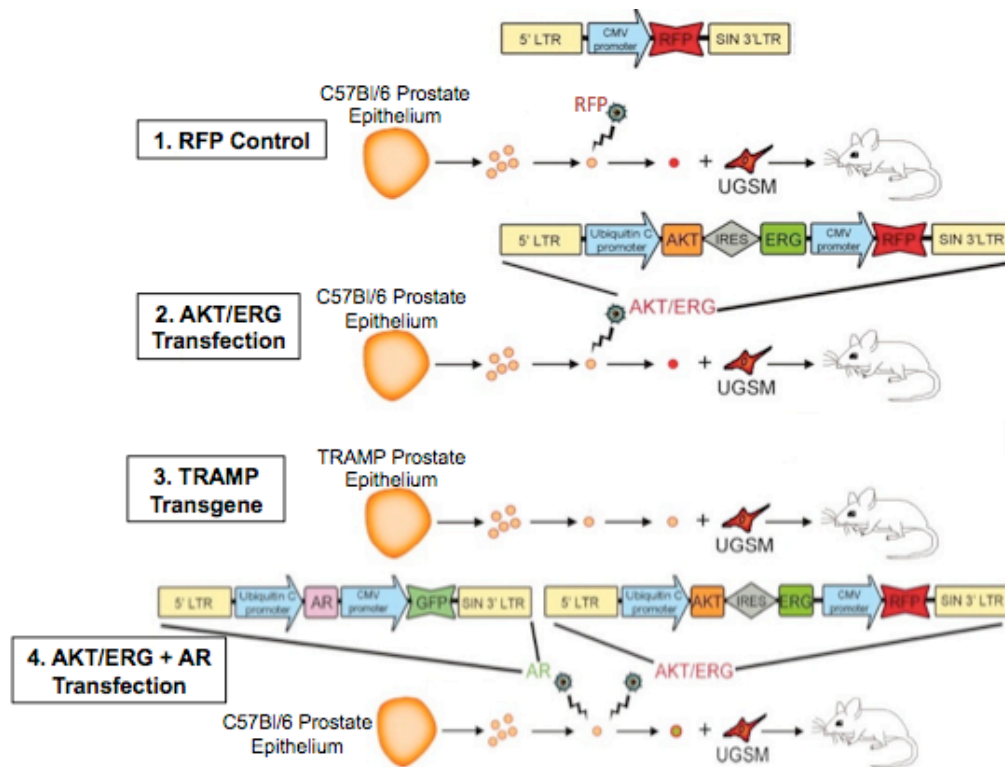 5' LTR CMV promoter RFP SIN 3'LTR
C57Bl/6 Prostate
Epithelium
RFP
1. RFP Control
UGSM
5' LTR Ubiquitin C promoter AKT IRES ERG CMV promoter RFP SIN 3'LTR
C57Bl/6 Prostate
Epithelium
AKT/ERG
2. AKT/ERG
Transfection
UGSM
TRAMP Prostate
Epithelium
3. TRAMP
Transgene
UGSM
5' LTR Ubiquitin C promoter AR CMV promoter GFP SIN 3' LTR
5' LTR Ubiquitin C promoter AKT IRES ERG CMV promoter RFP SIN 3'LTR
4. AKT/ERG + AR
Transfection
AR
AKT/ERG
C57Bl/6 Prostate
Epithelium
UGSM